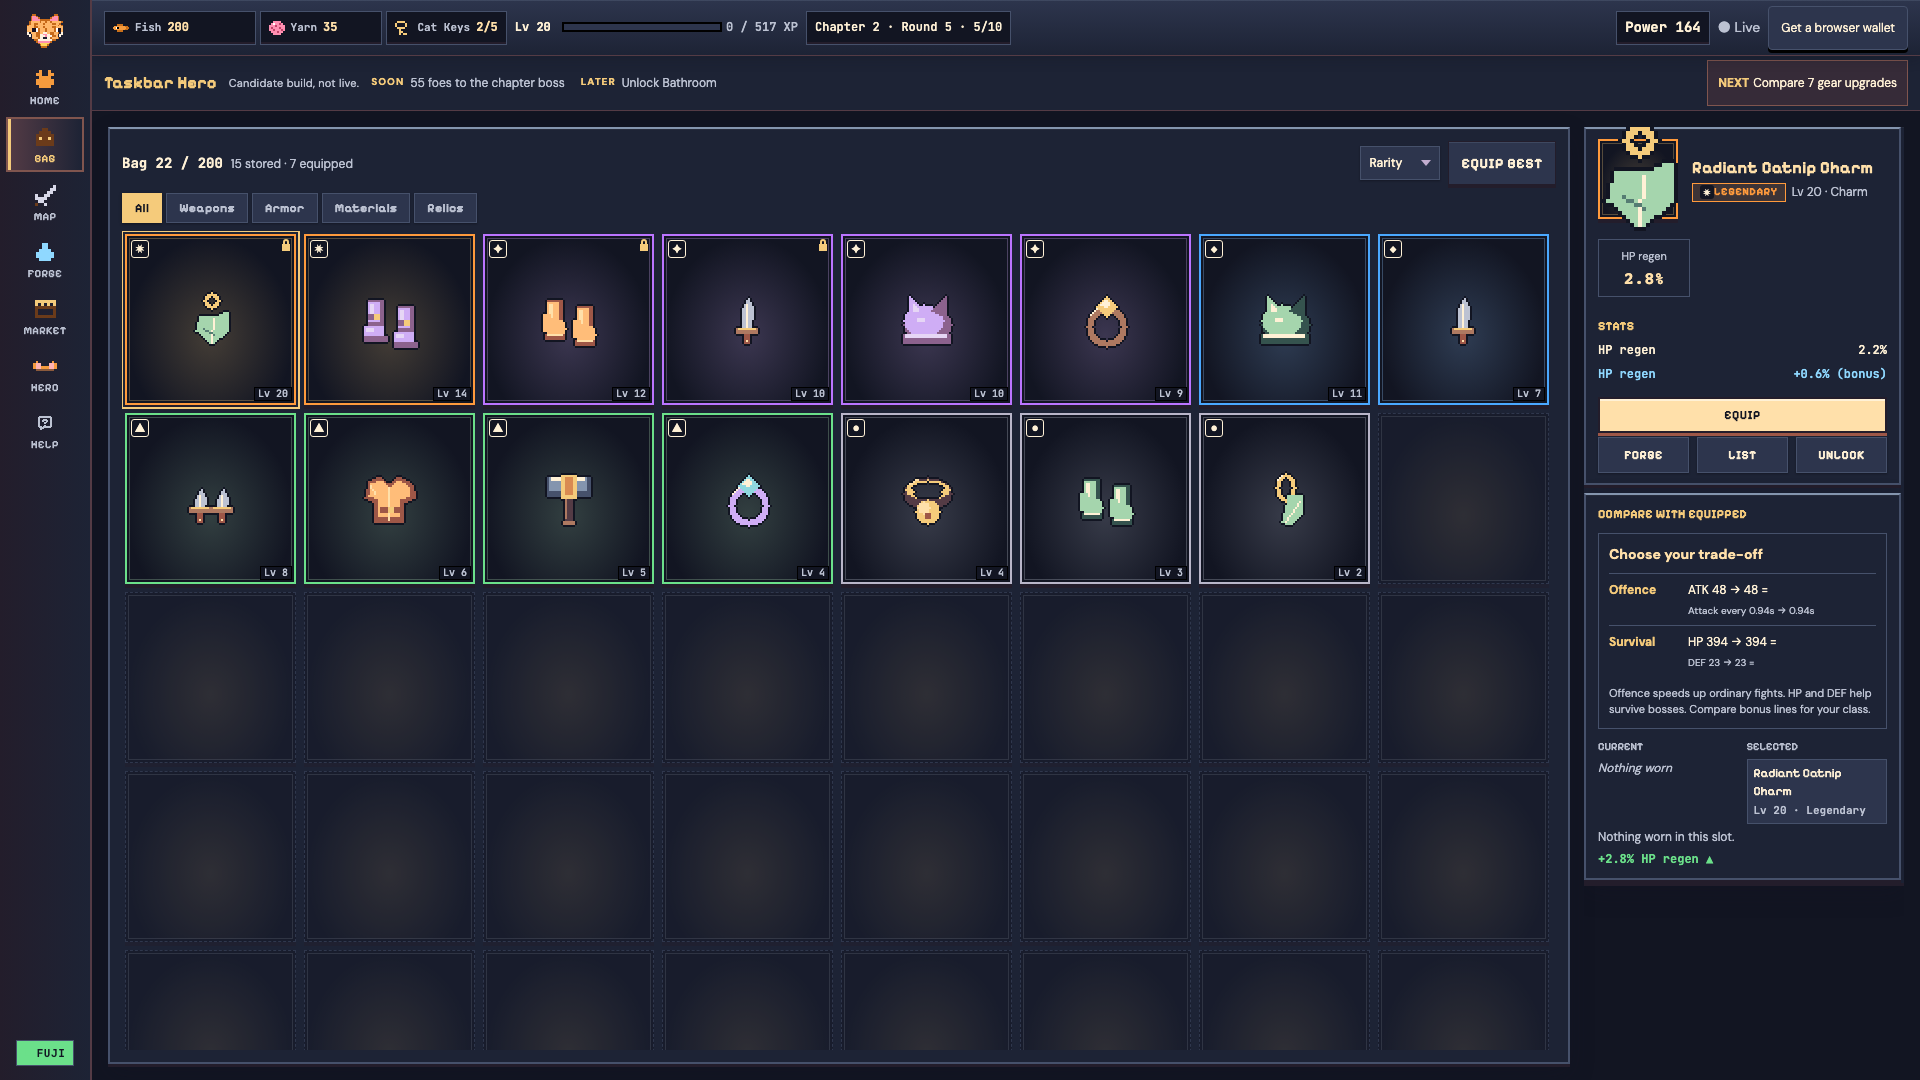 Fish 200
Yarn 35
Cat Keys 2/5
Lv 20
0 / 517 XP
Chapter 2 · Round 5 · 5/10
Power 164
Live
Get a browser wallet
Taskbar Hero
Candidate build, not live.
SOON 55 foes to the chapter boss
LATER Unlock Bathroom
NEXT Compare 7 gear upgrades
HOME
BAG
MAP
FORGE
MARKET
HERO
HELP
FUJI
Bag 22 / 200 15 stored · 7 equipped
Rarity
EQUIP BEST
All
Weapons
Armor
Materials
Relics
Lv 20
Lv 14
Lv 12
Lv 10
Lv 10
Lv 9
Lv 11
Lv 7
Lv 8
Lv 6
Lv 5
Lv 4
Lv 4
Lv 3
Lv 2
Radiant Catnip Charm
LEGENDARY Lv 20 · Charm
HP regen
2.8%
STATS
HP regen 2.2%
HP regen +0.6% (bonus)
EQUIP
FORGE
LIST
UNLOCK
COMPARE WITH EQUIPPED
Choose your trade-off
Offence ATK 48 → 48 =
Attack every 0.94s → 0.94s
Survival HP 394 → 394 =
DEF 23 → 23 =
Offence speeds up ordinary fights. HP and DEF help
survive bosses. Compare bonus lines for your class.
CURRENT
Nothing worn
SELECTED
Radiant Catnip
Charm
Lv 20 · Legendary
Nothing worn in this slot.
+2.8% HP regen ▲